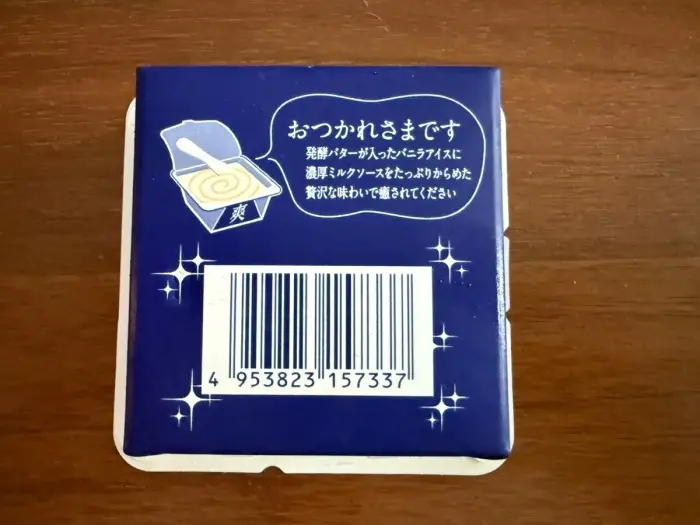 おつかれさまです
発酵バターが入ったバニラアイスに
濃厚ミルクソースをたっぷりからめた
贅沢な味わいで癒されてください
爽
4 953823 157337